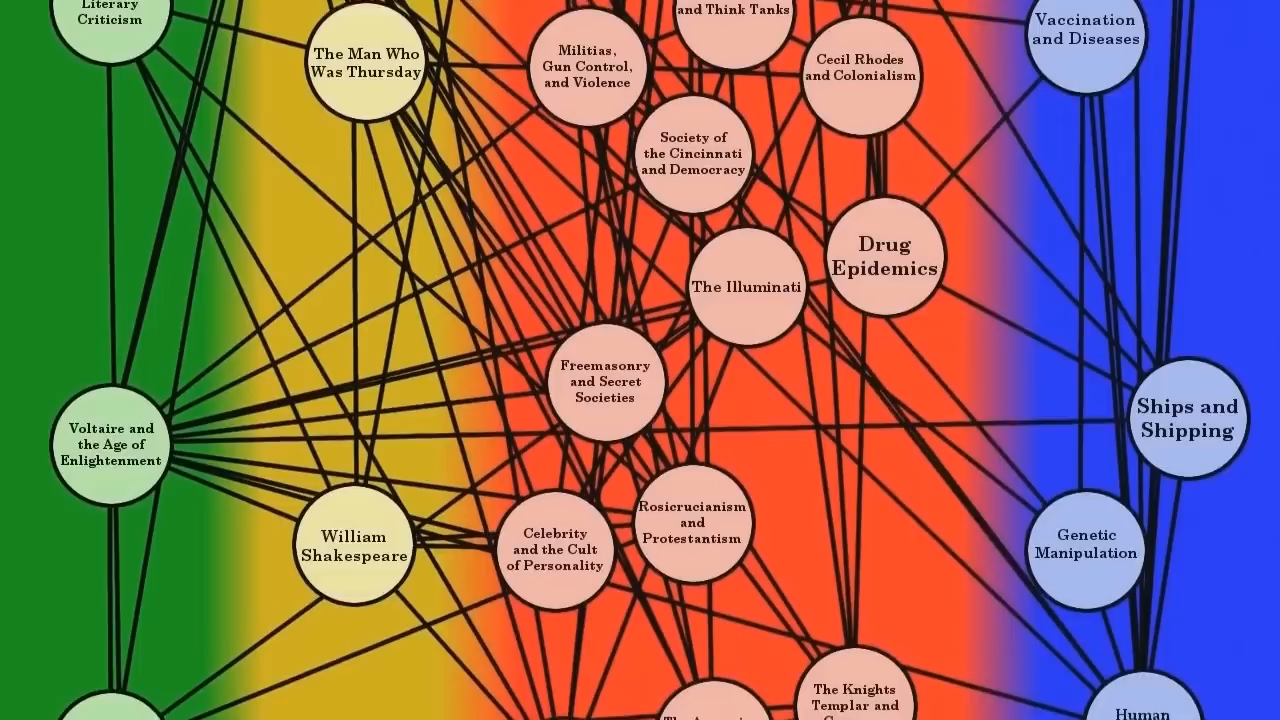 Literary
Criticism
The Man Who
Was Thursday
Militias,
Gun Control,
and Violence
and Think Tanks
Cecil Rhodes
and Colonialism
Vaccination
and Diseases
Society of
the Cincinnati
and Democracy
Drug
Epidemics
The Illuminati
Freemasonry
and Secret
Societies
Voltaire and
the Age of
Enlightenment
Ships and
Shipping
William
Shakespeare
Celebrity
and the Cult
of Personality
Rosicrucianism
and
Protestantism
Genetic
Manipulation
The Knights
Templar and
Human